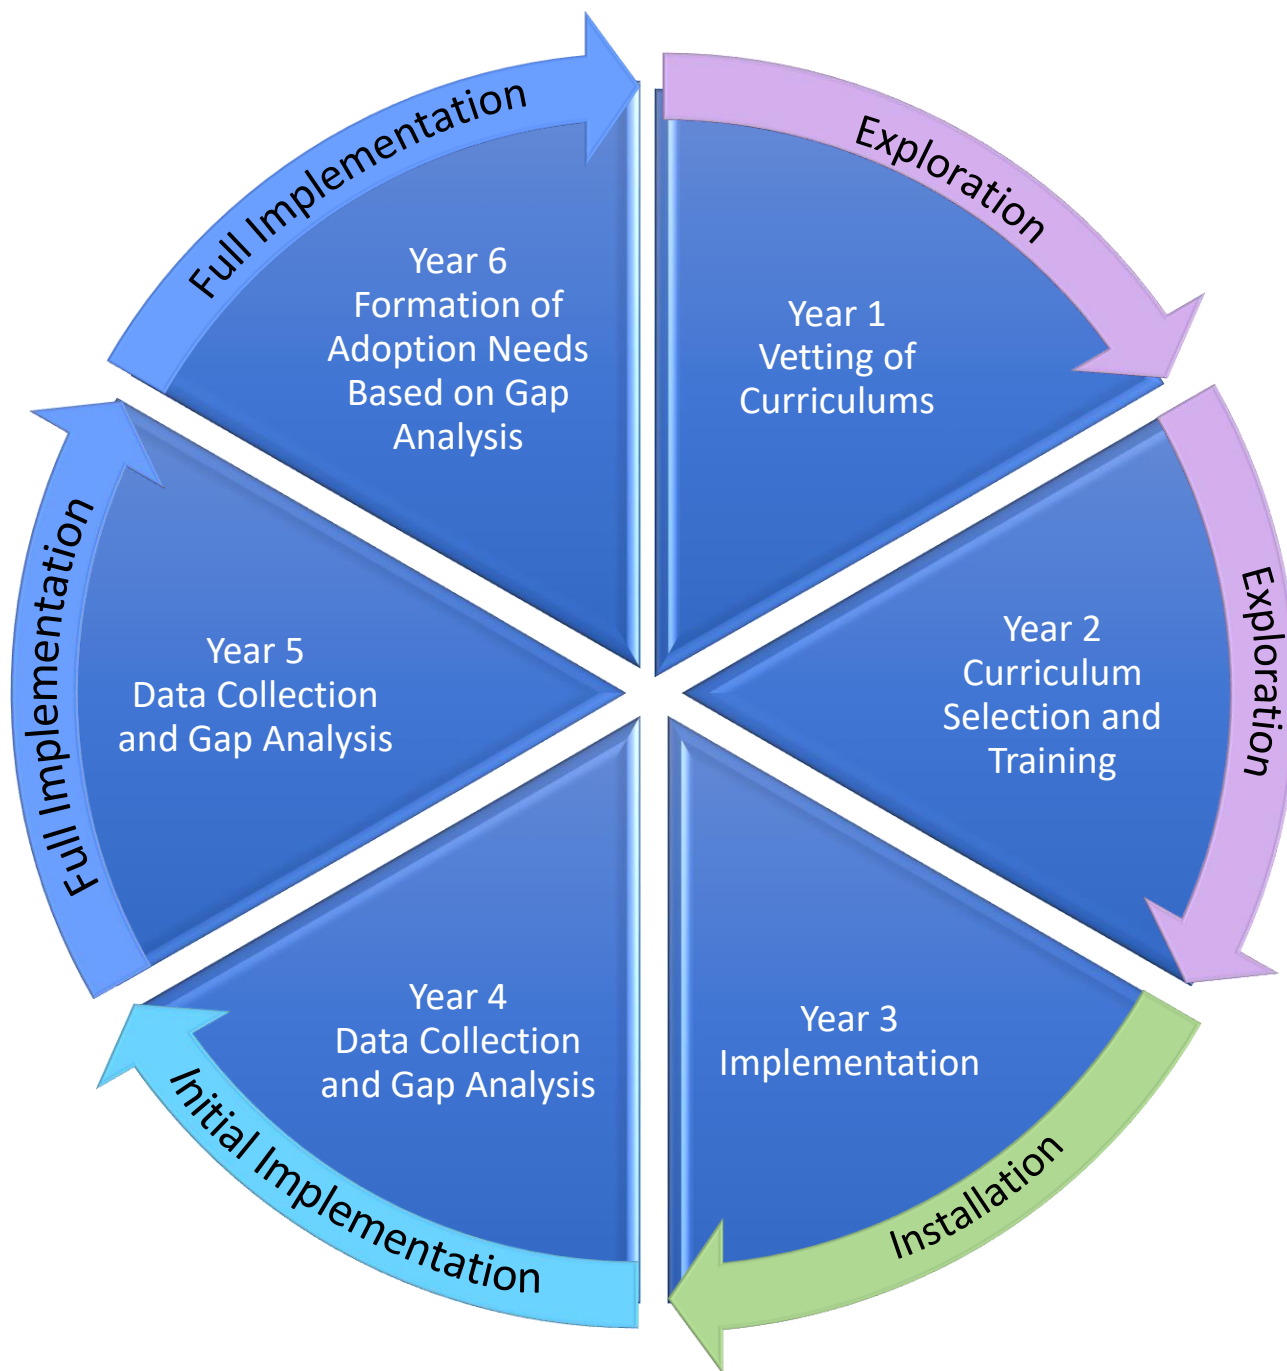 Exploration
Year 1
Vetting of
Curriculums
Exploration
Year 2
Curriculum
Selection and
Training
Installation
Year 3
Implementation
Initial Implementation
Year 4
Data Collection
and Gap Analysis
Full Implementation
Year 5
Data Collection
and Gap Analysis
Full Implementation
Year 6
Formation of
Adoption Needs
Based on Gap
Analysis